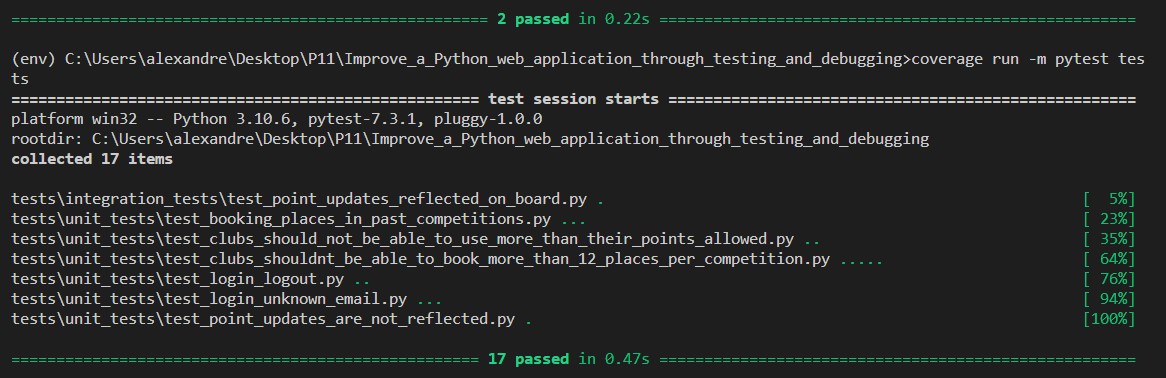 ================================================== 2 passed in 0.22s ==================================================
(env) C:\Users\alexandre\Desktop\P11\Improve_a_Python_web_application_through_testing_and_debugging>coverage run -m pytest tes
ts
================================================= test session starts =================================================
platform win32 -- Python 3.10.6, pytest-7.3.1, pluggy-1.0.0
rootdir: C:\Users\alexandre\Desktop\P11\Improve_a_Python_web_application_through_testing_and_debugging
collected 17 items
tests\integration_tests\test_point_updates_reflected_on_board.py . [  5%]
tests\unit_tests\test_booking_places_in_past_competitions.py ... [ 23%]
tests\unit_tests\test_clubs_should_not_be_able_to_use_more_than_their_points_allowed.py .. [ 35%]
tests\unit_tests\test_clubs_shouldnt_be_able_to_book_more_than_12_places_per_competition.py ..... [ 64%]
tests\unit_tests\test_login_logout.py .. [ 76%]
tests\unit_tests\test_login_unknown_email.py ... [ 94%]
tests\unit_tests\test_point_updates_are_not_reflected.py . [100%]
================================================= 17 passed in 0.47s ==================================================